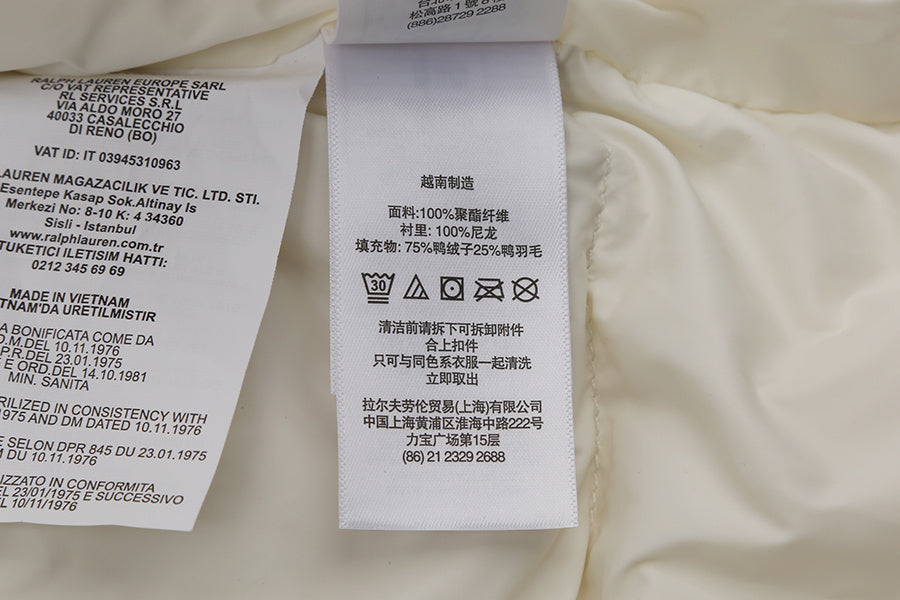 RALPH LAUREN EUROPE SARL
C/O VAT REPRESENTATIVE
RL SERVICES S.R.L
VIA ALDO MORO 27
40033 CASALECCHIO
DI RENO (BO)
VAT ID: IT 03945310963
LAUREN MAGAZACILIK VE TIC. LTD. STI.
Esentepe Kasap Sok.Altinay Is
Merkezi No: 8-10 K: 4 34360
Sisli - Istanbul
www.ralphlauren.com.tr
TUKETICI ILETISIM HATTI:
0212 345 69 69
MADE IN VIETNAM
TNAM'DA URETILMISTIR
A BONIFICATA COME DA
D.M. DEL 10.11.1976
P.R. DEL 23.01.1975
E ORD.DEL 14.10.1981
MIN. SANITA
RILIZED IN CONSISTENCY WITH
1975 AND DM DATED 10.11.1976
E SELON DPR 845 DU 23.01.1975
M DU 10.11.1976
IZZATO IN CONFORMITA
EL 23/01/1975 E SUCCESSIVO
EL 10/11/1976
松高路1號8樓
(886)28729 2288
越南制造
面料:100%聚酯纤维
衬里: 100%尼龙
填充物: 75%鸭绒子25%鸭羽毛
30
清洁前请拆下可拆卸附件
合上扣件
只可与同色系衣服一起清洗
立即取出
拉尔夫劳伦贸易(上海)有限公司
中国上海黄浦区淮海中路222号
力宝广场第15层
(86) 21 2329 2688